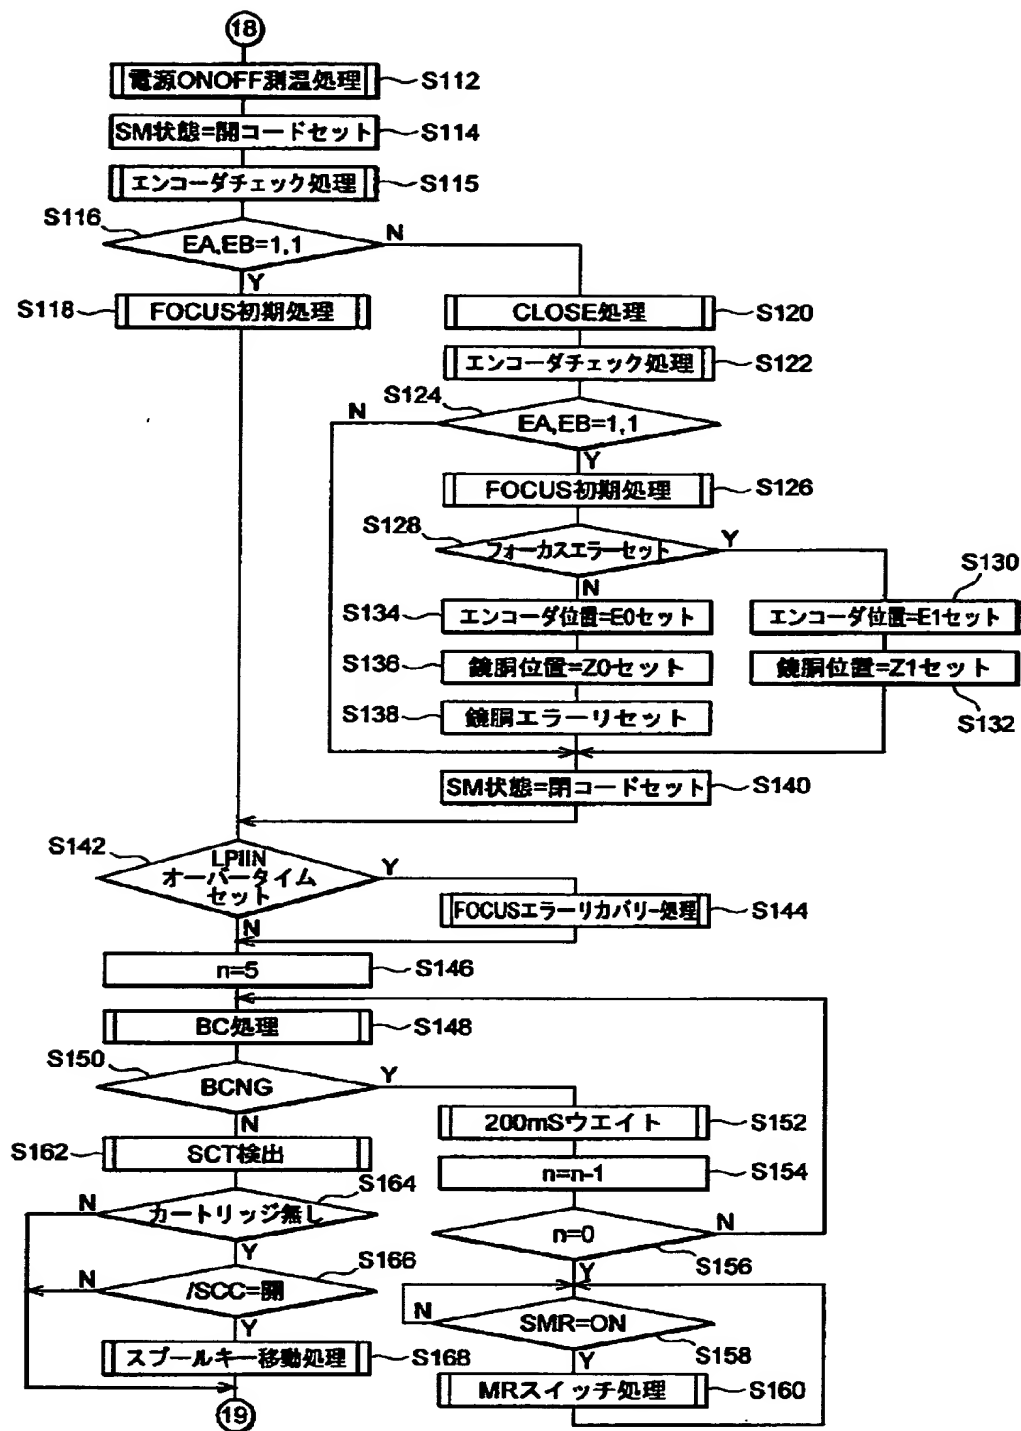 18
電源ONOFF測温処理
S112
SM状態=開コードセット
S114
エンコーダチェック処理
S115
S116
EA,EB=1,1
N
Y
S118
FOCUS初期処理
CLOSE処理
S120
エンコーダチェック処理
S122
S124
N
EA,EB=1,1
Y
FOCUS初期処理
S126
S128
フォーカスエラーセット
Y
N
S130
S134
エンコーダ位置=E0セット
エンコーダ位置=E1セット
S136
鏡胴位置=Z0セット
鏡胴位置=Z1セット
S132
S138
鏡胴エラーリセット
SM状態=閉コードセット
S140
S142
LPIIN
オーバータイム
セット
Y
N
FOCUSエラーリカバリー処理
S144
n=5
S146
BC処理
S148
S150
BCNG
Y
N
200mSウエイト
S152
S162
SCT検出
n=n-1
S154
S164
N
カートリッジ無し
Y
n=0
N
S156
Y
S166
N
/SCC=開
Y
N
SMR=ON
S158
Y
スプールキー移動処理
S168
MRスイッチ処理
S160
19